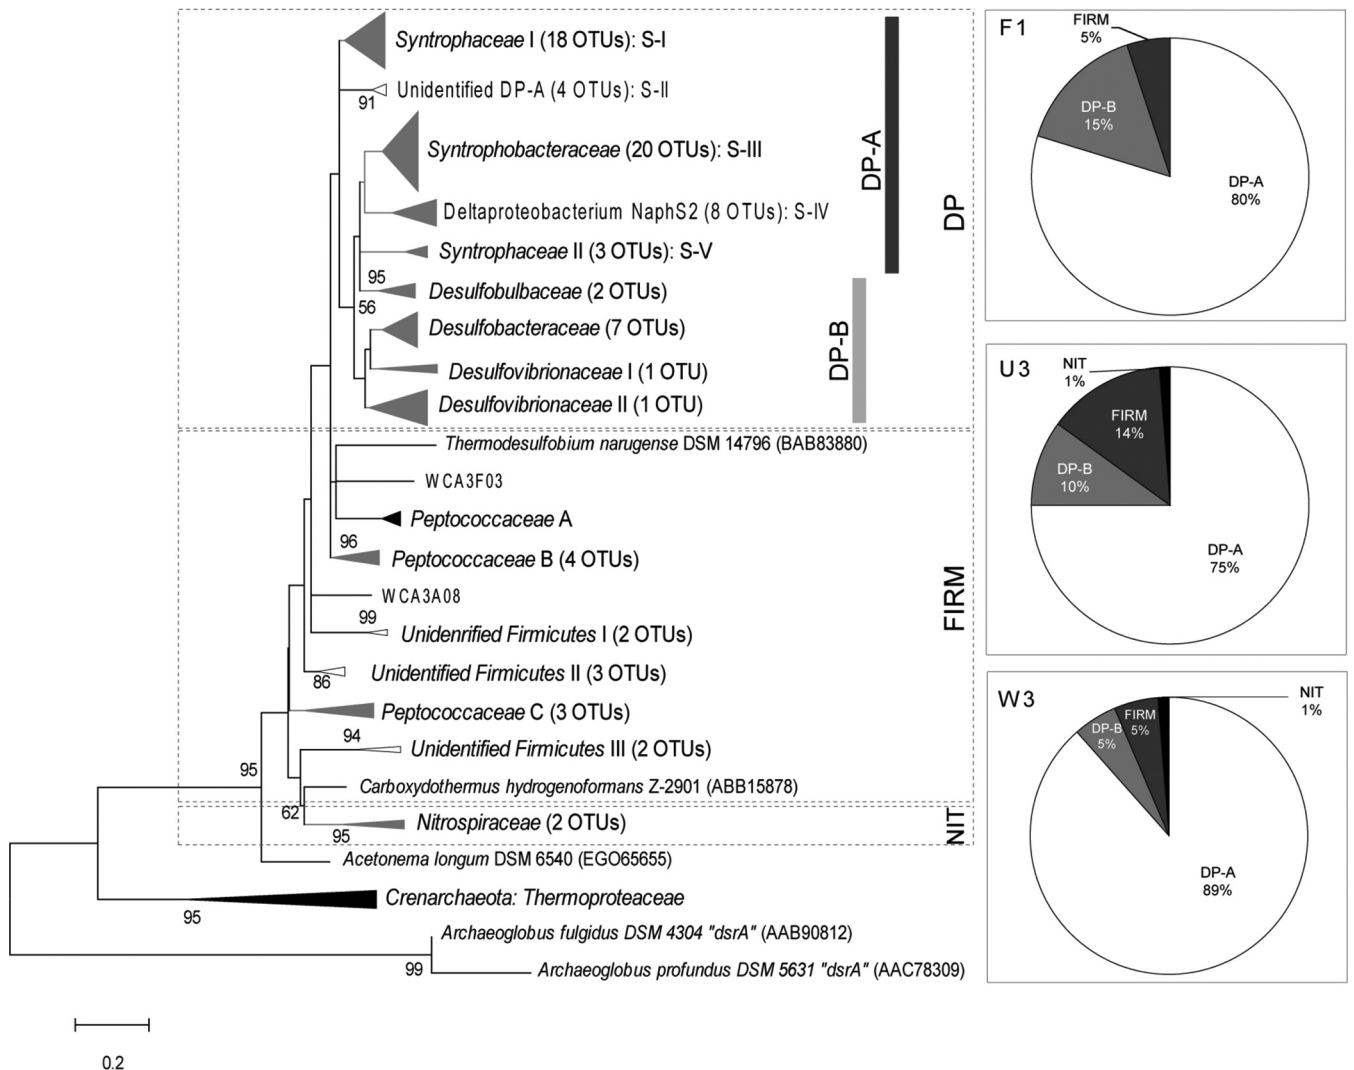 Syntrophaceae I (18 OTUs): S-I
Unidentified DP-A (4 OTUs): S-II
91
Syntrophobacteraceae (20 OTUs): S-III
Deltaproteobacterium NaphS2 (8 OTUs): S-IV
Syntrophaceae II (3 OTUs): S-V
95
Desulfobulbaceae (2 OTUs)
56
Desulfobacteraceae (7 OTUs)
Desulfovibrionaceae I (1 OTU)
Desulfovibrionaceae II (1 OTU)
DP-A
DP-B
DP
Thermodesulfobium narugense DSM 14796 (BAB83880)
WCA3F03
Peptococcaceae A
96
Peptococcaceae B (4 OTUs)
WCA3A08
99
Unidenrified Firmicutes I (2 OTUs)
86
Unidentified Firmicutes II (3 OTUs)
Peptococcaceae C (3 OTUs)
94
Unidentified Firmicutes III (2 OTUs)
95
Carboxydothermus hydrogenoformans Z-2901 (ABB15878)
FIRM
62
95
Nitrospiraceae (2 OTUs)
NIT
Acetonema longum DSM 6540 (EGO65655)
Crenarchaeota: Thermoproteaceae
95
Archaeoglobus fulgidus DSM 4304 "dsrA" (AAB90812)
99
Archaeoglobus profundus DSM 5631 "dsrA" (AAC78309)
0.2
F1
FIRM
5%
DP-B
15%
DP-A
80%
U3
NIT
1%
FIRM
14%
DP-B
10%
DP-A
75%
W3
NIT
1%
FIRM
5%
DP-B
5%
DP-A
89%